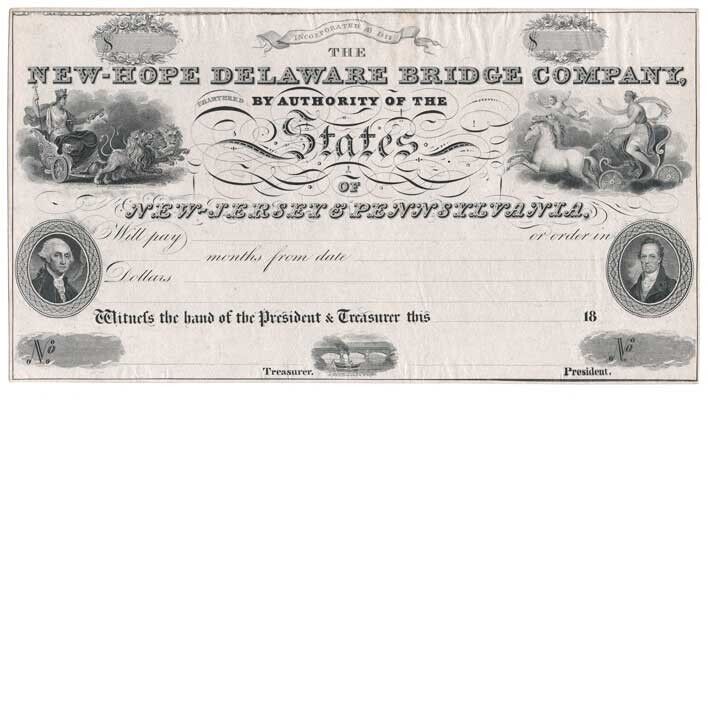 INCORPORATED AD 1812
$ $
THE
NEW-HOPE DELAWARE BRIDGE COMPANY,
CHARTERED BY AUTHORITY OF THE
States
OF
NEW-JERSEY & PENNSYLVANIA.
Will pay or order in
months from date
Dollars
Witness the hand of the President & Treasurer this 18
No No
Treasurer. President.